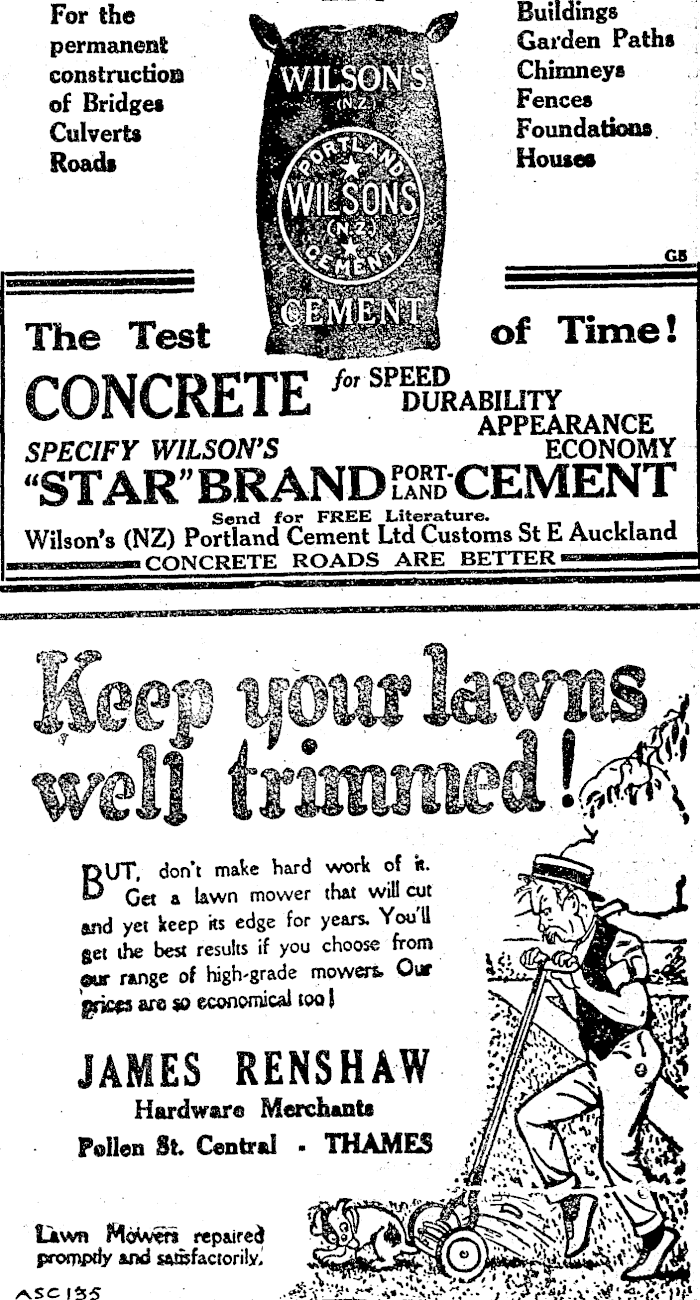 For the
permanent
construction
of Bridges
Culverts
Roads
WILSON'S
(N.Z)
PORTLAND
WILSONS
(N.Z.)
CEMENT
CEMENT
Buildings
Garden Paths
Chimneys
Fences
Foundations
Houses
G5
The Test of Time!
CONCRETE for SPEED
DURABILITY
APPEARANCE
ECONOMY
SPECIFY WILSON'S
"STAR" BRAND PORT-LAND CEMENT
Send for FREE Literature.
Wilson's (NZ) Portland Cement Ltd Customs St E Auckland
CONCRETE ROADS ARE BETTER
Keep your lawns
well trimmed!
BUT, don't make hard work of it.
Get a lawn mower that will cut
and yet keep its edge for years. You'll
get the best results if you choose from
our range of high-grade mowers. Our
prices are so economical too!
JAMES RENSHAW
Hardware Merchants
Pollen St. Central - THAMES
Lawn Mowers repaired
promptly and satisfactorily.
ASC 135